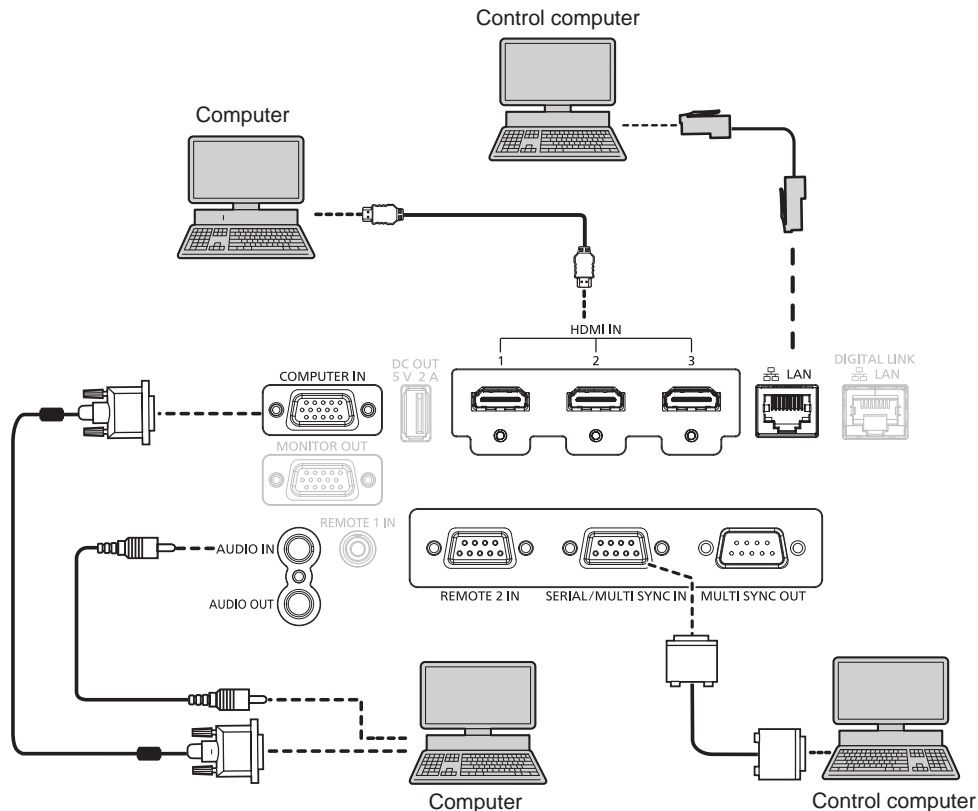 Control computer
Computer
HDMI IN
1 2 3
DC OUT
5 V 2 A
COMPUTER IN
LAN
DIGITAL LINK
LAN
MONITOR OUT
REMOTE 1 IN
AUDIO IN
AUDIO OUT
REMOTE 2 IN
SERIAL/MULTI SYNC IN
MULTI SYNC OUT
Computer
Control computer